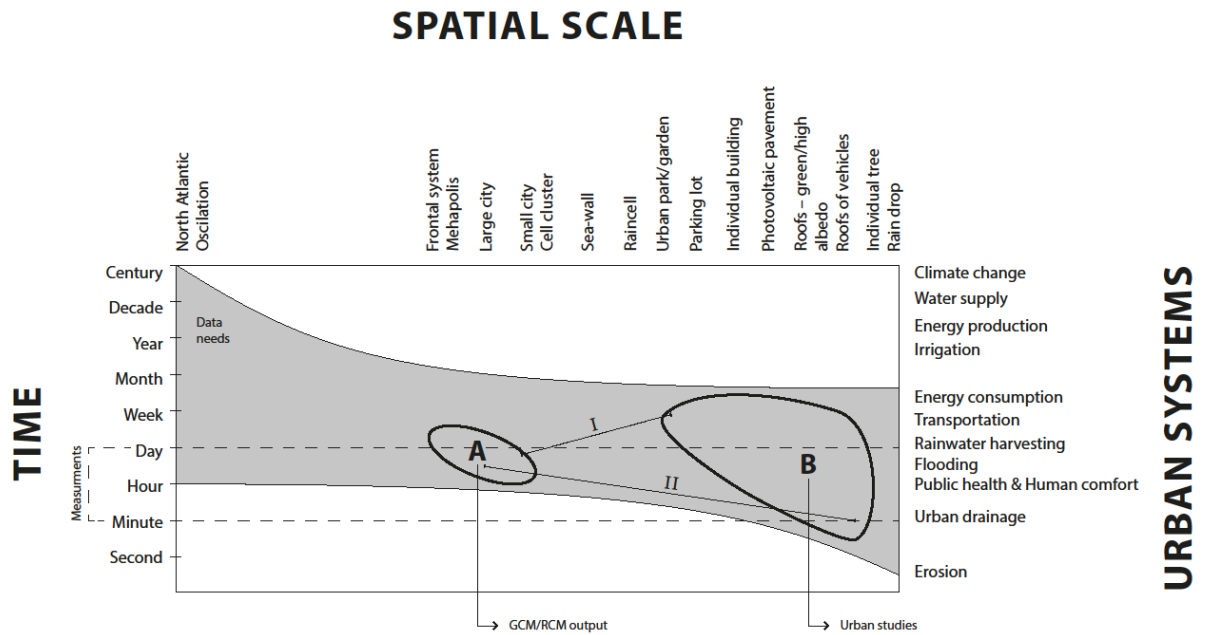 SPATIAL SCALE
North Atlantic
Oscilation
Frontal system
Mehapolis
Large city
Small city
Cell cluster
Sea-wall
Raincell
Urban park/garden
Parking lot
Individual building
Photovoltaic pavement
Roofs – green/high
albedo
Roofs of vehicles
Individual tree
Rain drop
TIME
Measurments
Century
Decade
Year
Month
Week
Day
Hour
Minute
Second
Data
needs
A
I
II
B
GCM/RCM output
Urban studies
Climate change
Water supply
Energy production
Irrigation
Energy consumption
Transportation
Rainwater harvesting
Flooding
Public health & Human comfort
Urban drainage
Erosion
URBAN SYSTEMS